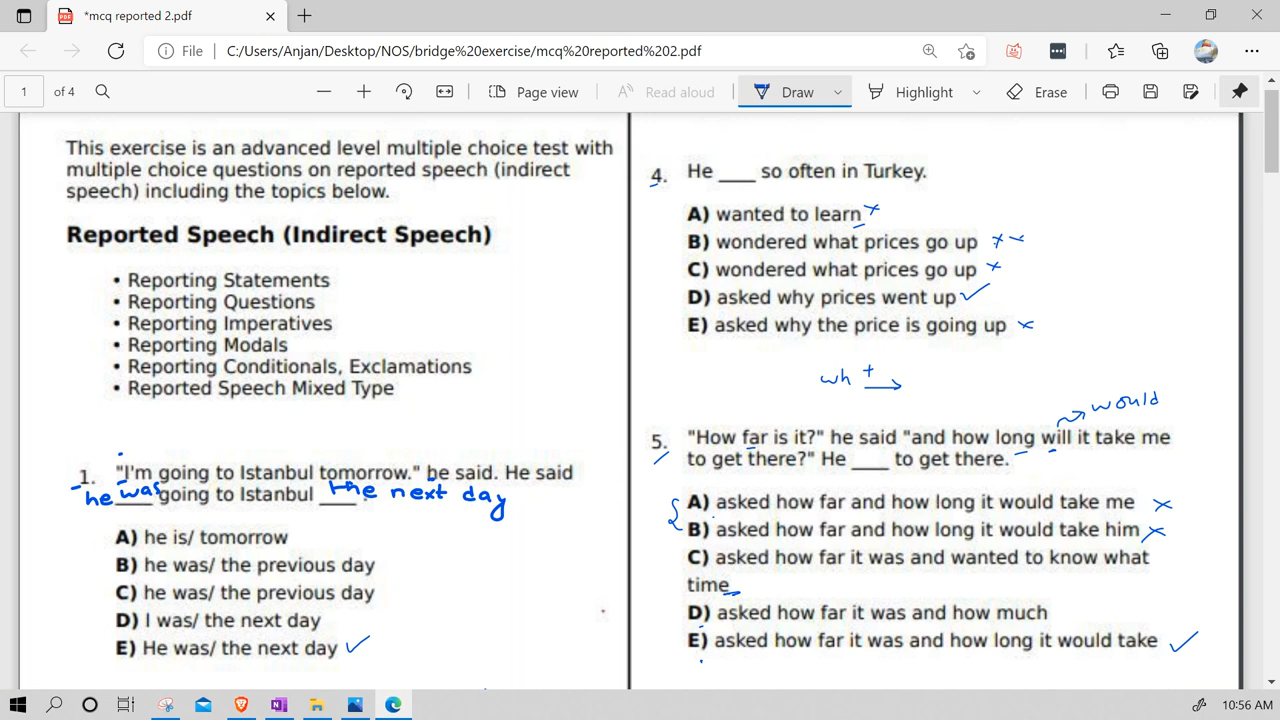 *mcq reported 2.pdf
File C:/Users/Anjan/Desktop/NOS/bridge%20exercise/mcq%20reported%202.pdf
1 of 4 Page view Read aloud Draw Highlight Erase
This exercise is an advanced level multiple choice test with
multiple choice questions on reported speech (indirect
speech) including the topics below.
Reported Speech (Indirect Speech)
• Reporting Statements
• Reporting Questions
• Reporting Imperatives
• Reporting Modals
• Reporting Conditionals, Exclamations
• Reported Speech Mixed Type
1. "I'm going to Istanbul tomorrow." he said. He said
____ going to Istanbul ____ .
he was the next day
A) he is/ tomorrow
B) he was/ the previous day
C) he was/ the previous day
D) I was/ the next day
E) He was/ the next day
4. He ____ so often in Turkey.
A) wanted to learn
B) wondered what prices go up
C) wondered what prices go up
D) asked why prices went up
E) asked why the price is going up
wh +
would
5. "How far is it?" he said "and how long will it take me
to get there?" He ____ to get there.
A) asked how far and how long it would take me
B) asked how far and how long it would take him
C) asked how far it was and wanted to know what
time
D) asked how far it was and how much
E) asked how far it was and how long it would take
10:56 AM